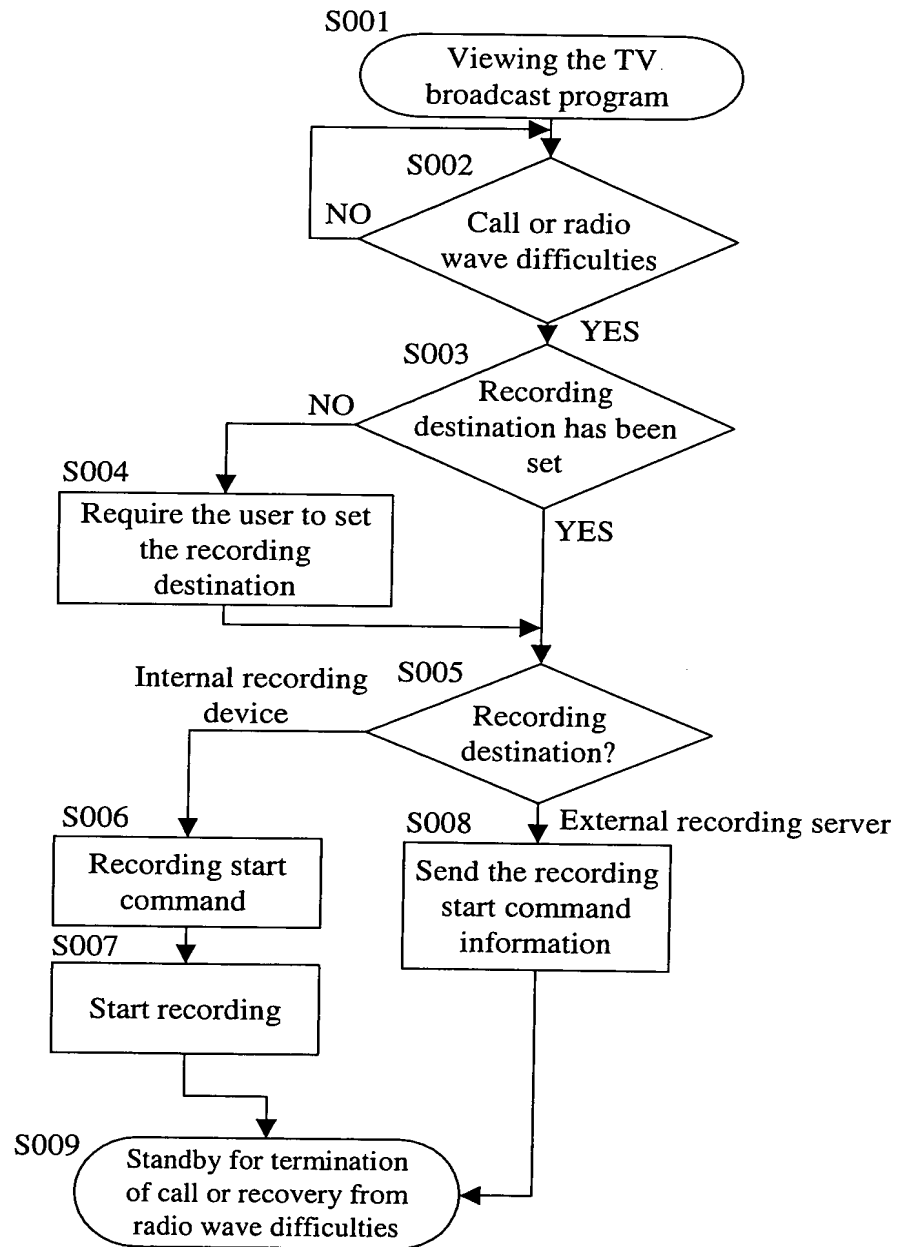 S001
Viewing the TV
broadcast program
S002
NO
Call or radio
wave difficulties
YES
S003
NO
Recording
destination has been
set
S004
YES
Require the user to set
the recording
destination
Internal recording
device
S005
Recording
destination?
S006
S008
External recording server
Recording start
command
Send the recording
start command
information
S007
Start recording
S009
Standby for termination
of call or recovery from
radio wave difficulties